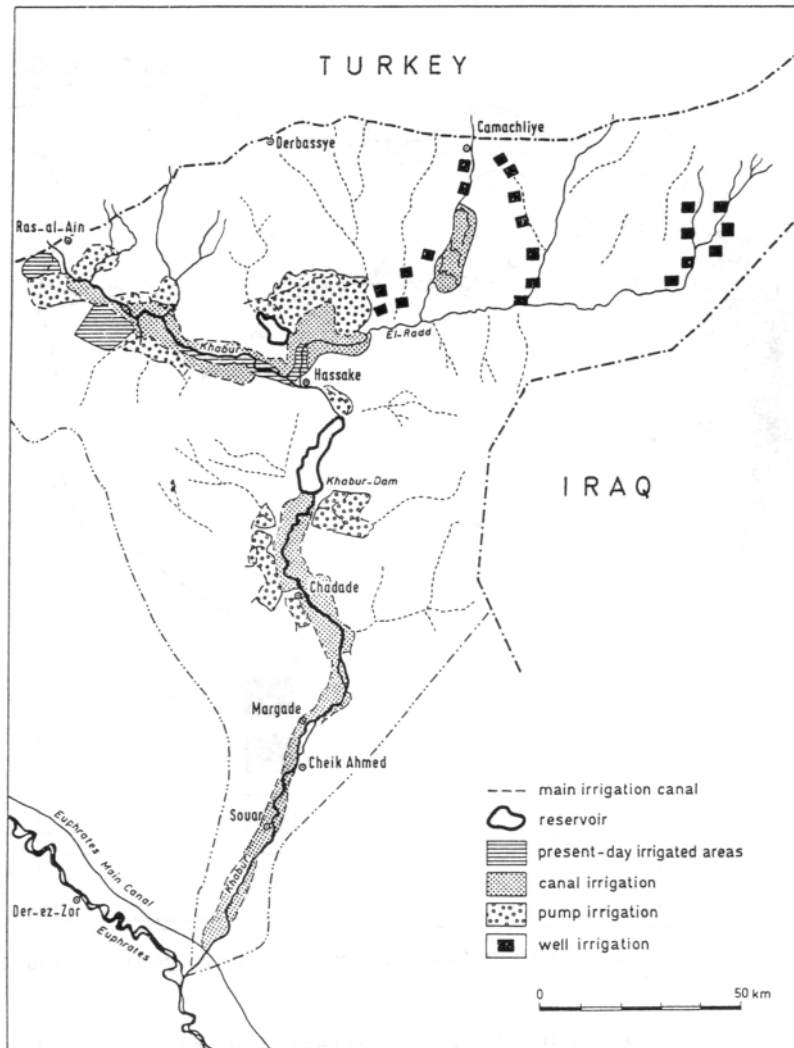 TURKEY
Camachliye
Derbassye
Ras-al-Ain
El-Radd
Khabur
Hassake
Khabur-Dam
IRAQ
Chadade
Margade
Cheik Ahmed
Souar
Khabur
Euphrates Main Canal
Der-ez-Zor
Euphrates
main irrigation canal
reservoir
present-day irrigated areas
canal irrigation
pump irrigation
well irrigation
0 50 km